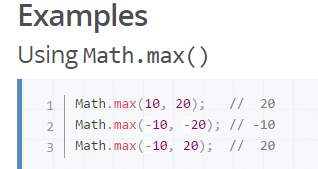 Examples
Using Math.max()
1 Math.max(10, 20);   //  20
2 Math.max(-10, -20); // -10
3 Math.max(-10, 20);  //  20